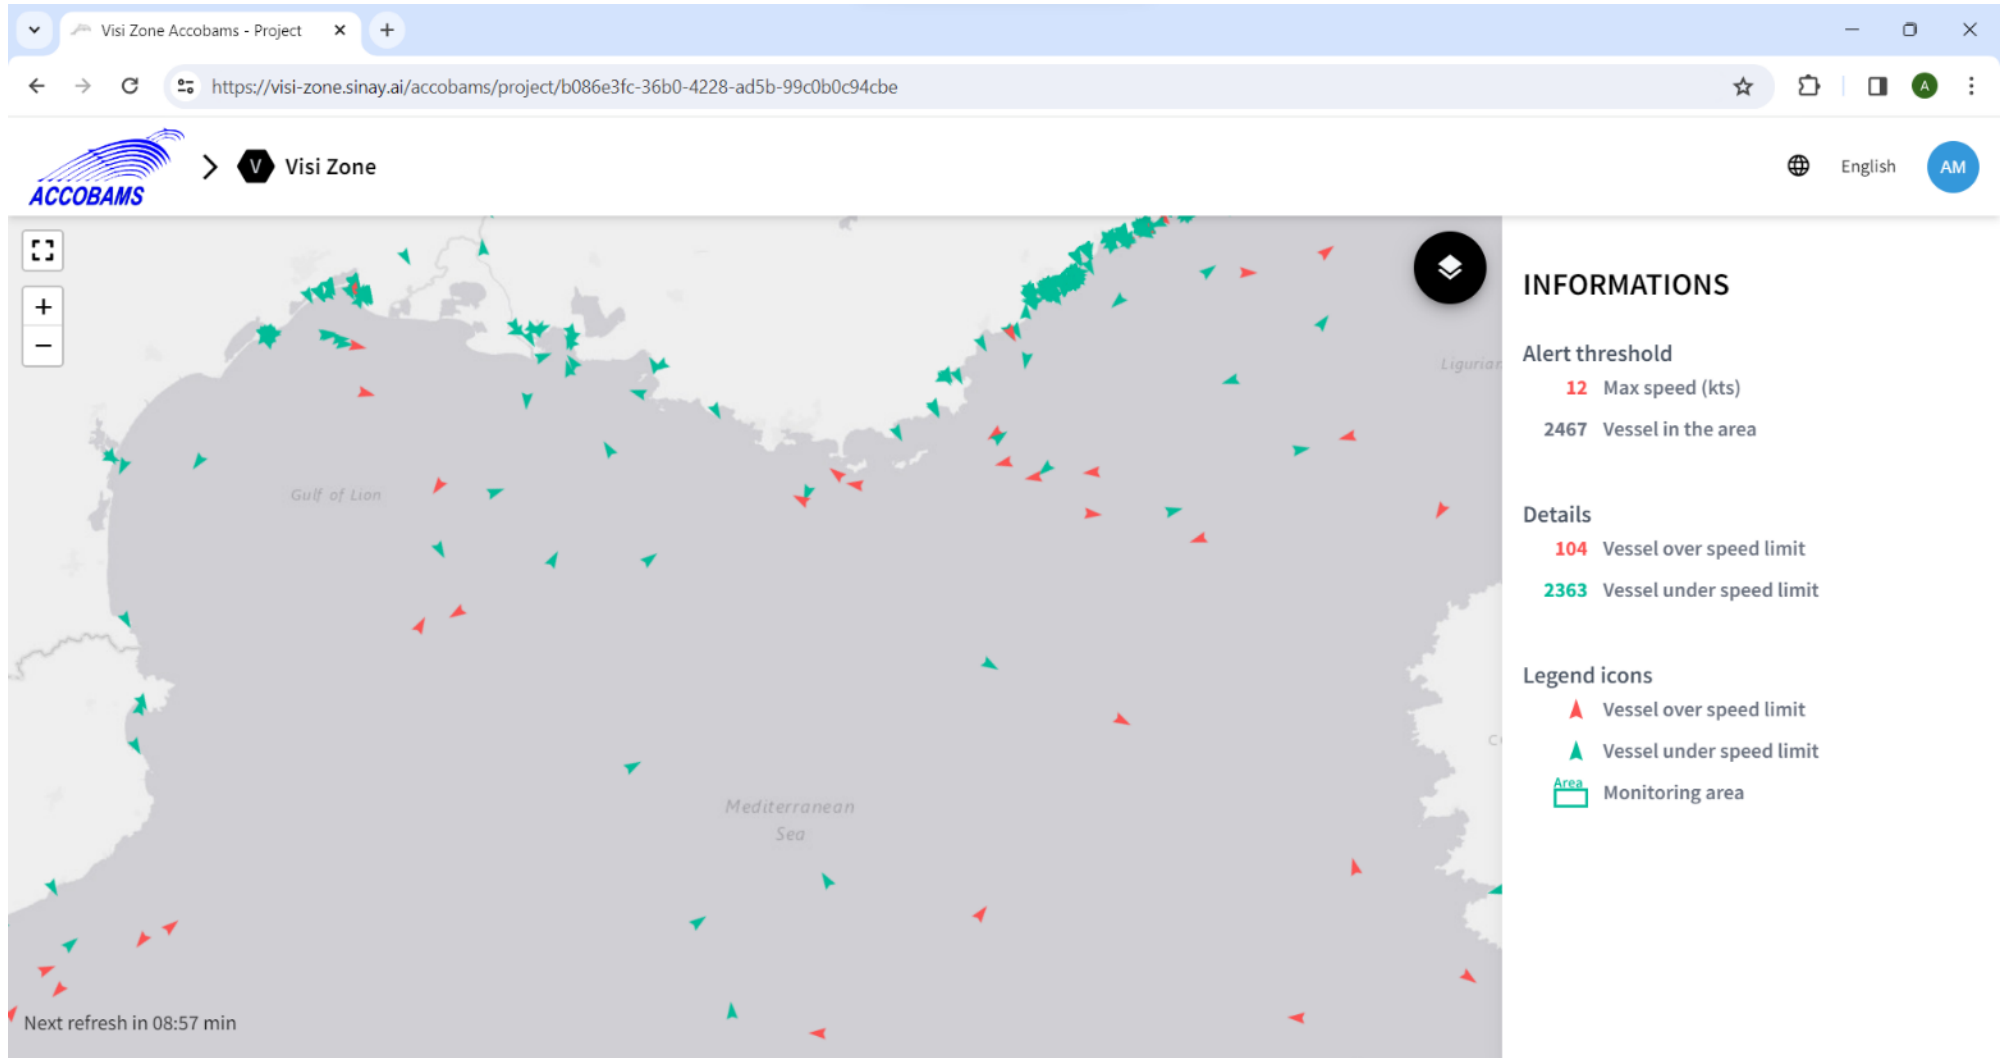 Visi Zone Accobams - Project
https://visi-zone.sinay.ai/accobams/project/b086e3fc-36b0-4228-ad5b-99c0b0c94cbe
A
ACCOBAMS
V
Visi Zone
English
AM
+
−
Ligurian
Gulf of Lion
Mediterranean
Sea
Next refresh in 08:57 min
INFORMATIONS
Alert threshold
12 Max speed (kts)
2467 Vessel in the area
Details
104 Vessel over speed limit
2363 Vessel under speed limit
Legend icons
Vessel over speed limit
Vessel under speed limit
Area
Monitoring area